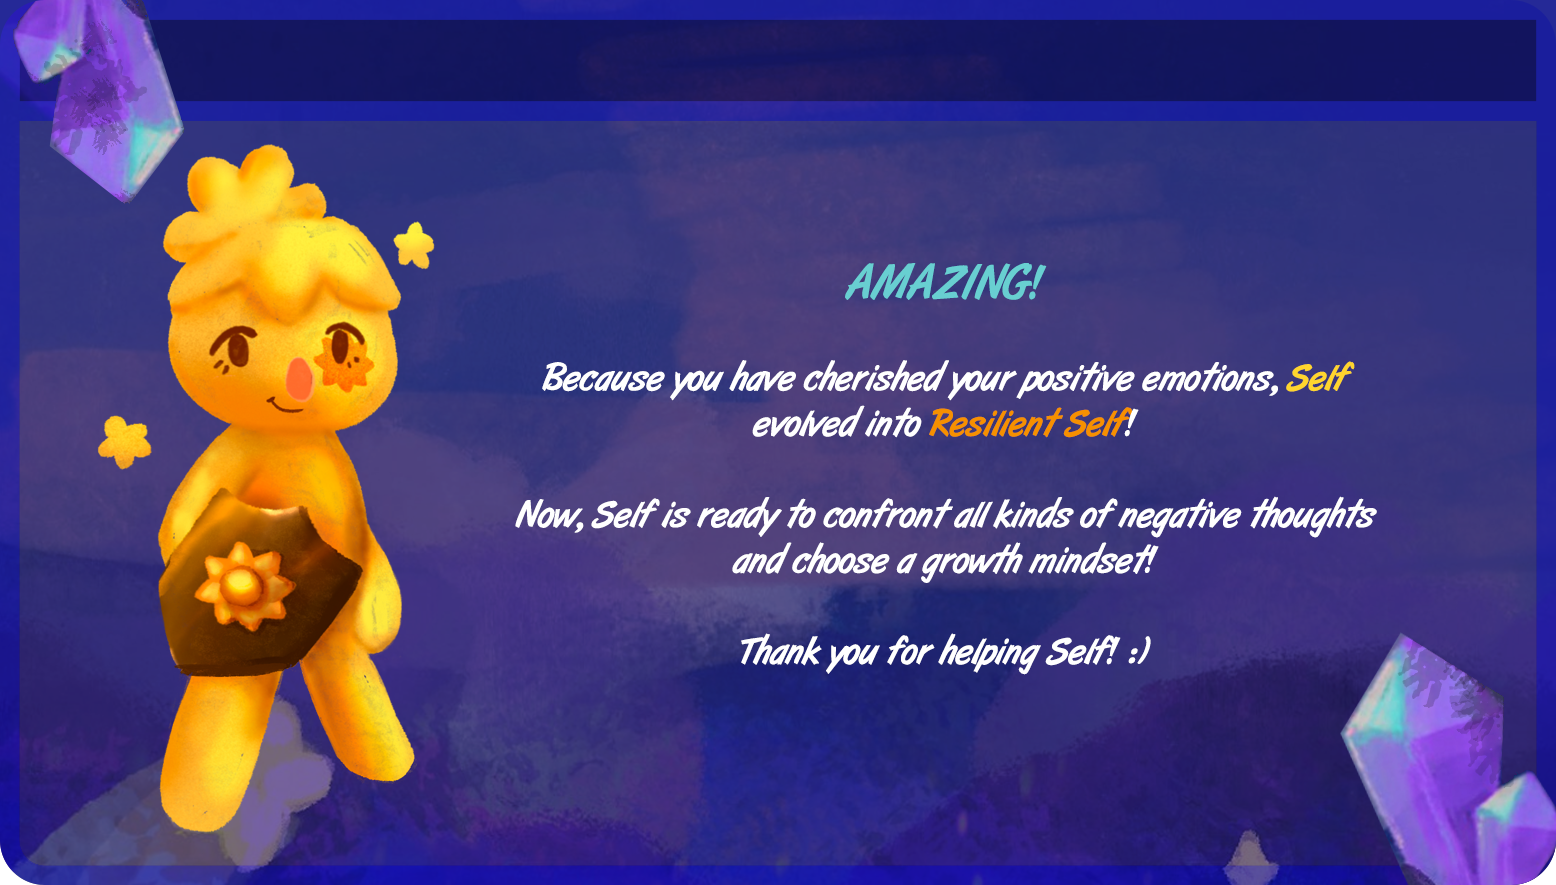 AMAZING!
Because you have cherished your positive emotions, Self
evolved into Resilient Self!
Now, Self is ready to confront all kinds of negative thoughts
and choose a growth mindset!
Thank you for helping Self! :)